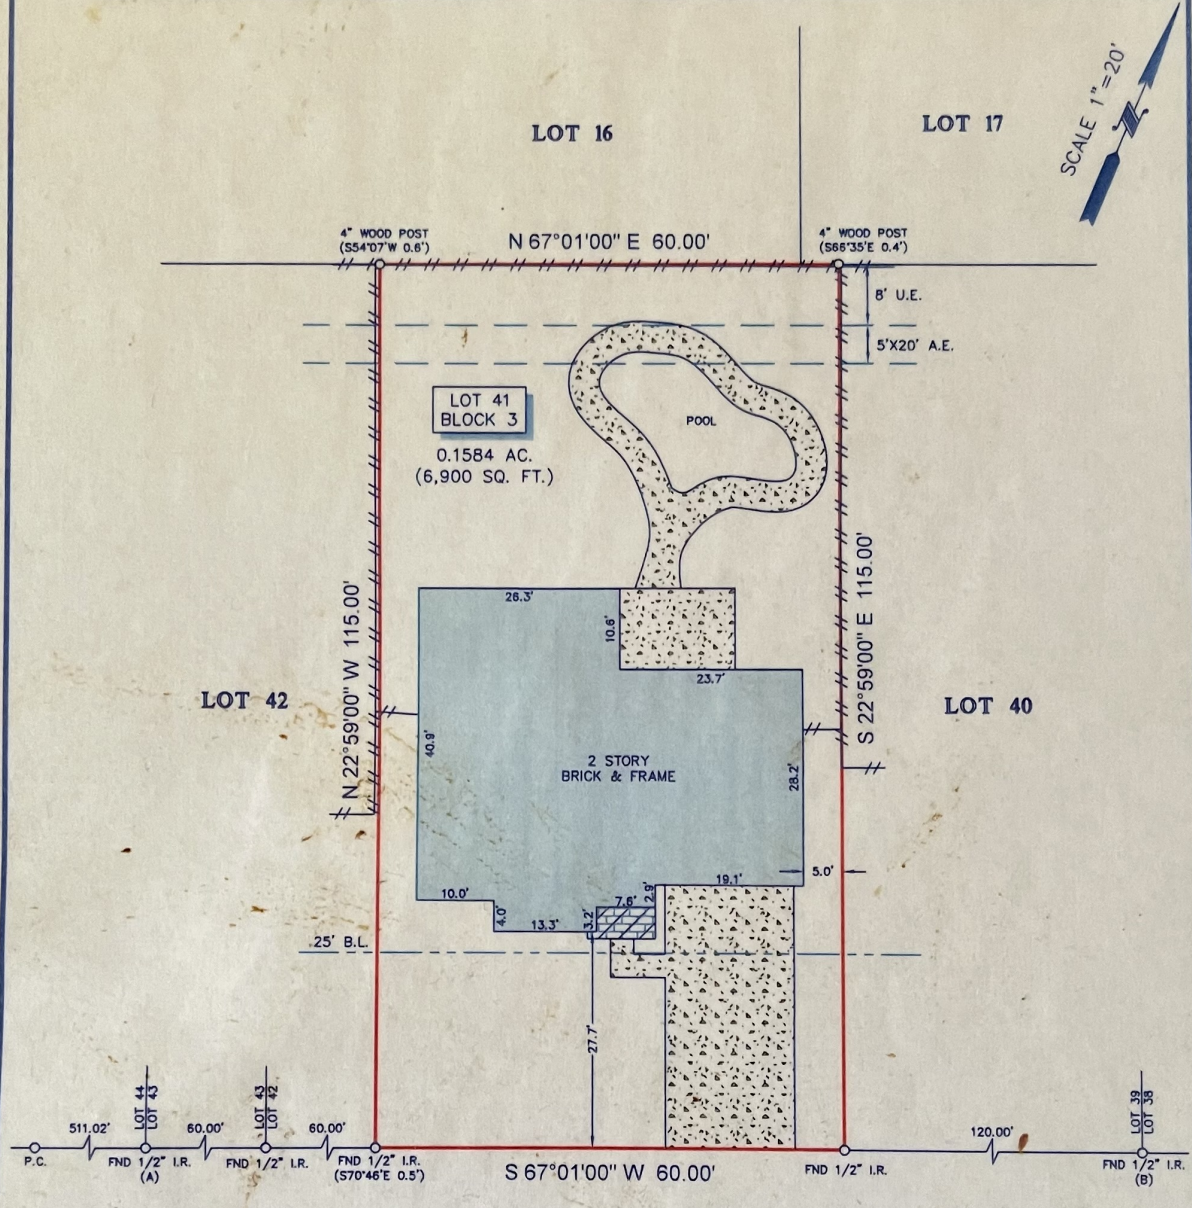 LOT 16
LOT 17
SCALE 1"=20'
4" WOOD POST
(S54°07'W 0.6')
N 67°01'00" E 60.00'
4" WOOD POST
(S66°35'E 0.4')
8' U.E.
5'X20' A.E.
LOT 41
BLOCK 3
0.1584 AC.
(6,900 SQ. FT.)
POOL
N 22°59'00" W 115.00'
S 22°59'00" E 115.00'
26.3'
10.6'
23.7'
LOT 42
LOT 40
40.9'
2 STORY
BRICK & FRAME
28.2'
5.0'
19.1'
10.0'
4.0'
13.3'
3.2'
7.6'
2.9'
25' B.L.
27.7'
LOT 44
LOT 43
LOT 43
LOT 42
LOT 39
LOT 38
511.02'
60.00'
60.00'
120.00'
P.C.
FND 1/2" I.R.
(A)
FND 1/2" I.R.
FND 1/2" I.R.
(S70°46'E 0.5')
S 67°01'00" W 60.00'
FND 1/2" I.R.
FND 1/2" I.R.
(B)